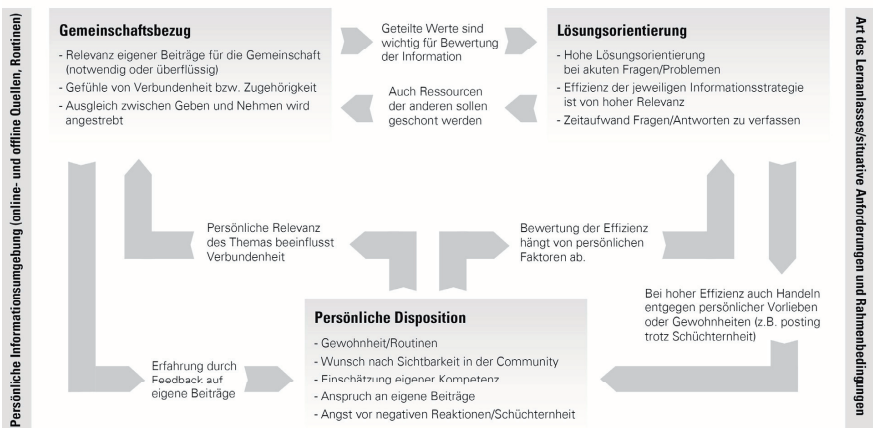 Persönliche Informationsumgebung (online- und offline Quellen, Routinen)
Gemeinschaftsbezug
- Relevanz eigener Beiträge für die Gemeinschaft
(notwendig oder überflüssig)
- Gefühle von Verbundenheit bzw. Zugehörigkeit
- Ausgleich zwischen Geben und Nehmen wird
angestrebt
Geteilte Werte sind
wichtig für Bewertung
der Information
Auch Ressourcen
der anderen sollen
geschont werden
Lösungsorientierung
- Hohe Lösungsorientierung
bei akuten Fragen/Problemen
- Effizienz der jeweiligen Informationsstrategie
ist von hoher Relevanz
- Zeitaufwand Fragen/Antworten zu verfassen
Persönliche Relevanz
des Themas beeinflusst
Verbundenheit
Bewertung der Effizienz
hängt von persönlichen
Faktoren ab.
Bei hoher Effizienz auch Handeln
entgegen persönlicher Vorlieben
oder Gewohnheiten (z.B. posting
trotz Schüchternheit)
Erfahrung durch
Feedback auf
eigene Beiträge
Persönliche Disposition
- Gewohnheit/Routinen
- Wunsch nach Sichtbarkeit in der Community
- Einschätzung eigener Kompetenz
- Anspruch an eigene Beiträge
- Angst vor negativen Reaktionen/Schüchternheit
Art des Lernanlasses/situative Anforderungen und Rahmenbedingungen